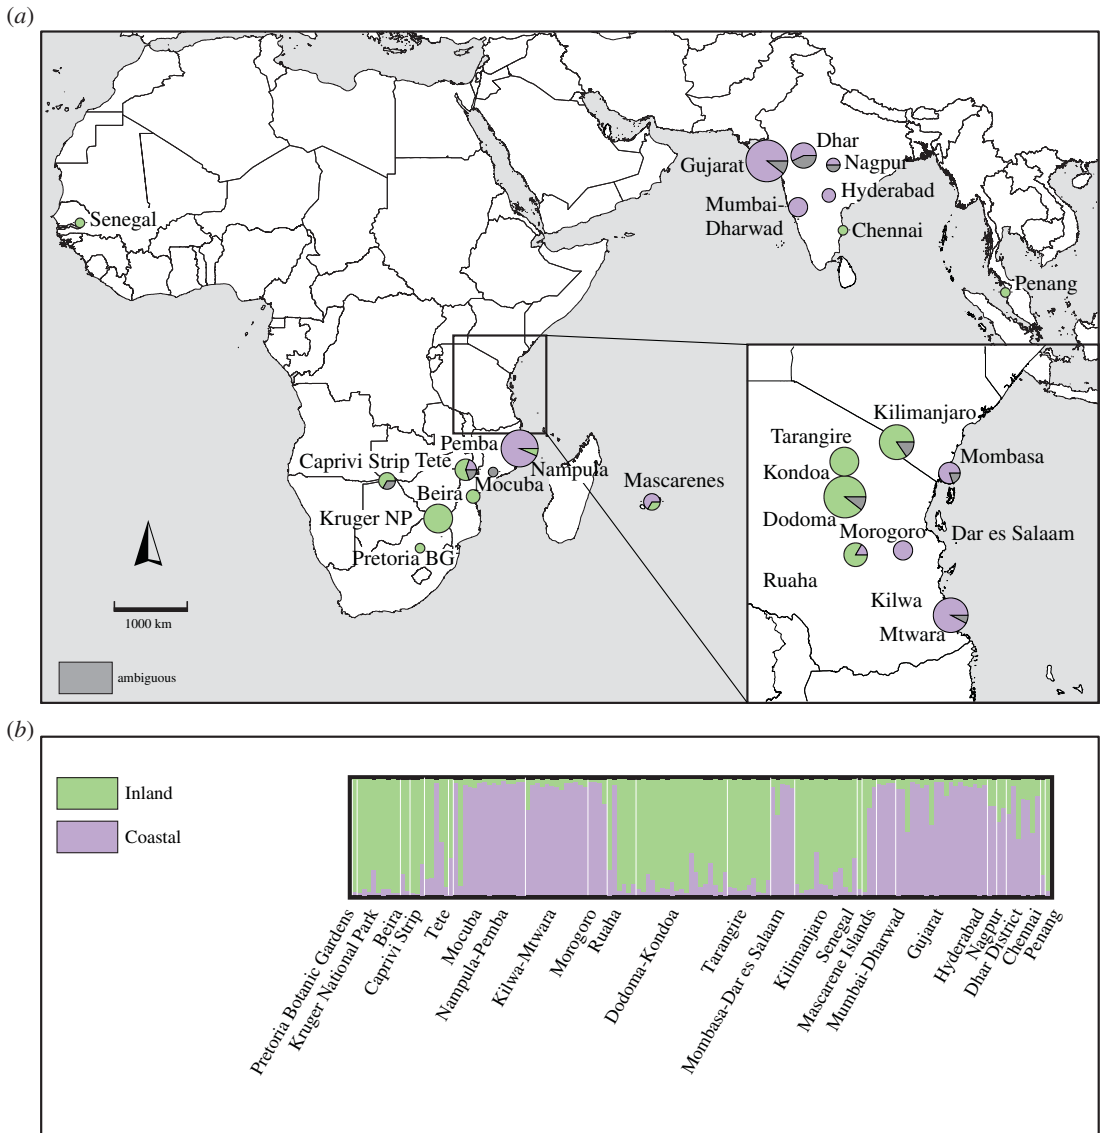 (a)
Senegal
Gujarat
Dhar
Nagpur
Mumbai-
Dharwad
Hyderabad
Chennai
Penang
Caprivi Strip
Tete
Pemba
Nampula
Mocuba
Beira
Kruger NP
Pretoria BG
Mascarenes
Kilimanjaro
Tarangire
Kondoa
Mombasa
Dodoma
Morogoro
Dar es Salaam
Ruaha
Kilwa
Mtwara
1000 km
ambiguous
(b)
Inland
Coastal
Pretoria Botanic Gardens
Kruger National Park
Beira
Caprivi Strip
Tete
Mocuba
Nampula-Pemba
Kilwa-Mtwara
Morogoro
Ruaha
Dodoma-Kondoa
Tarangire
Mombasa-Dar es Salaam
Kilimanjaro
Senegal
Mascarene Islands
Mumbai-Dharwad
Gujarat
Hyderabad
Nagpur
Dhar District
Chennai
Penang